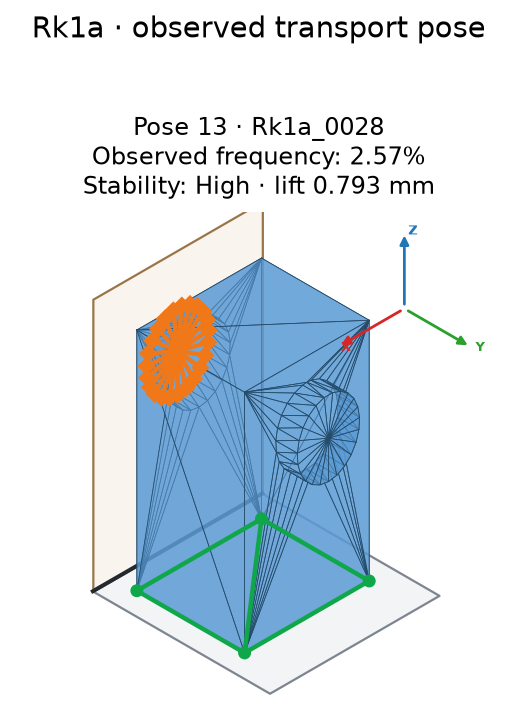 Rk1a · observed transport pose
Pose 13 · Rk1a_0028
Observed frequency: 2.57%
Stability: High · lift 0.793 mm
Z
X
Y